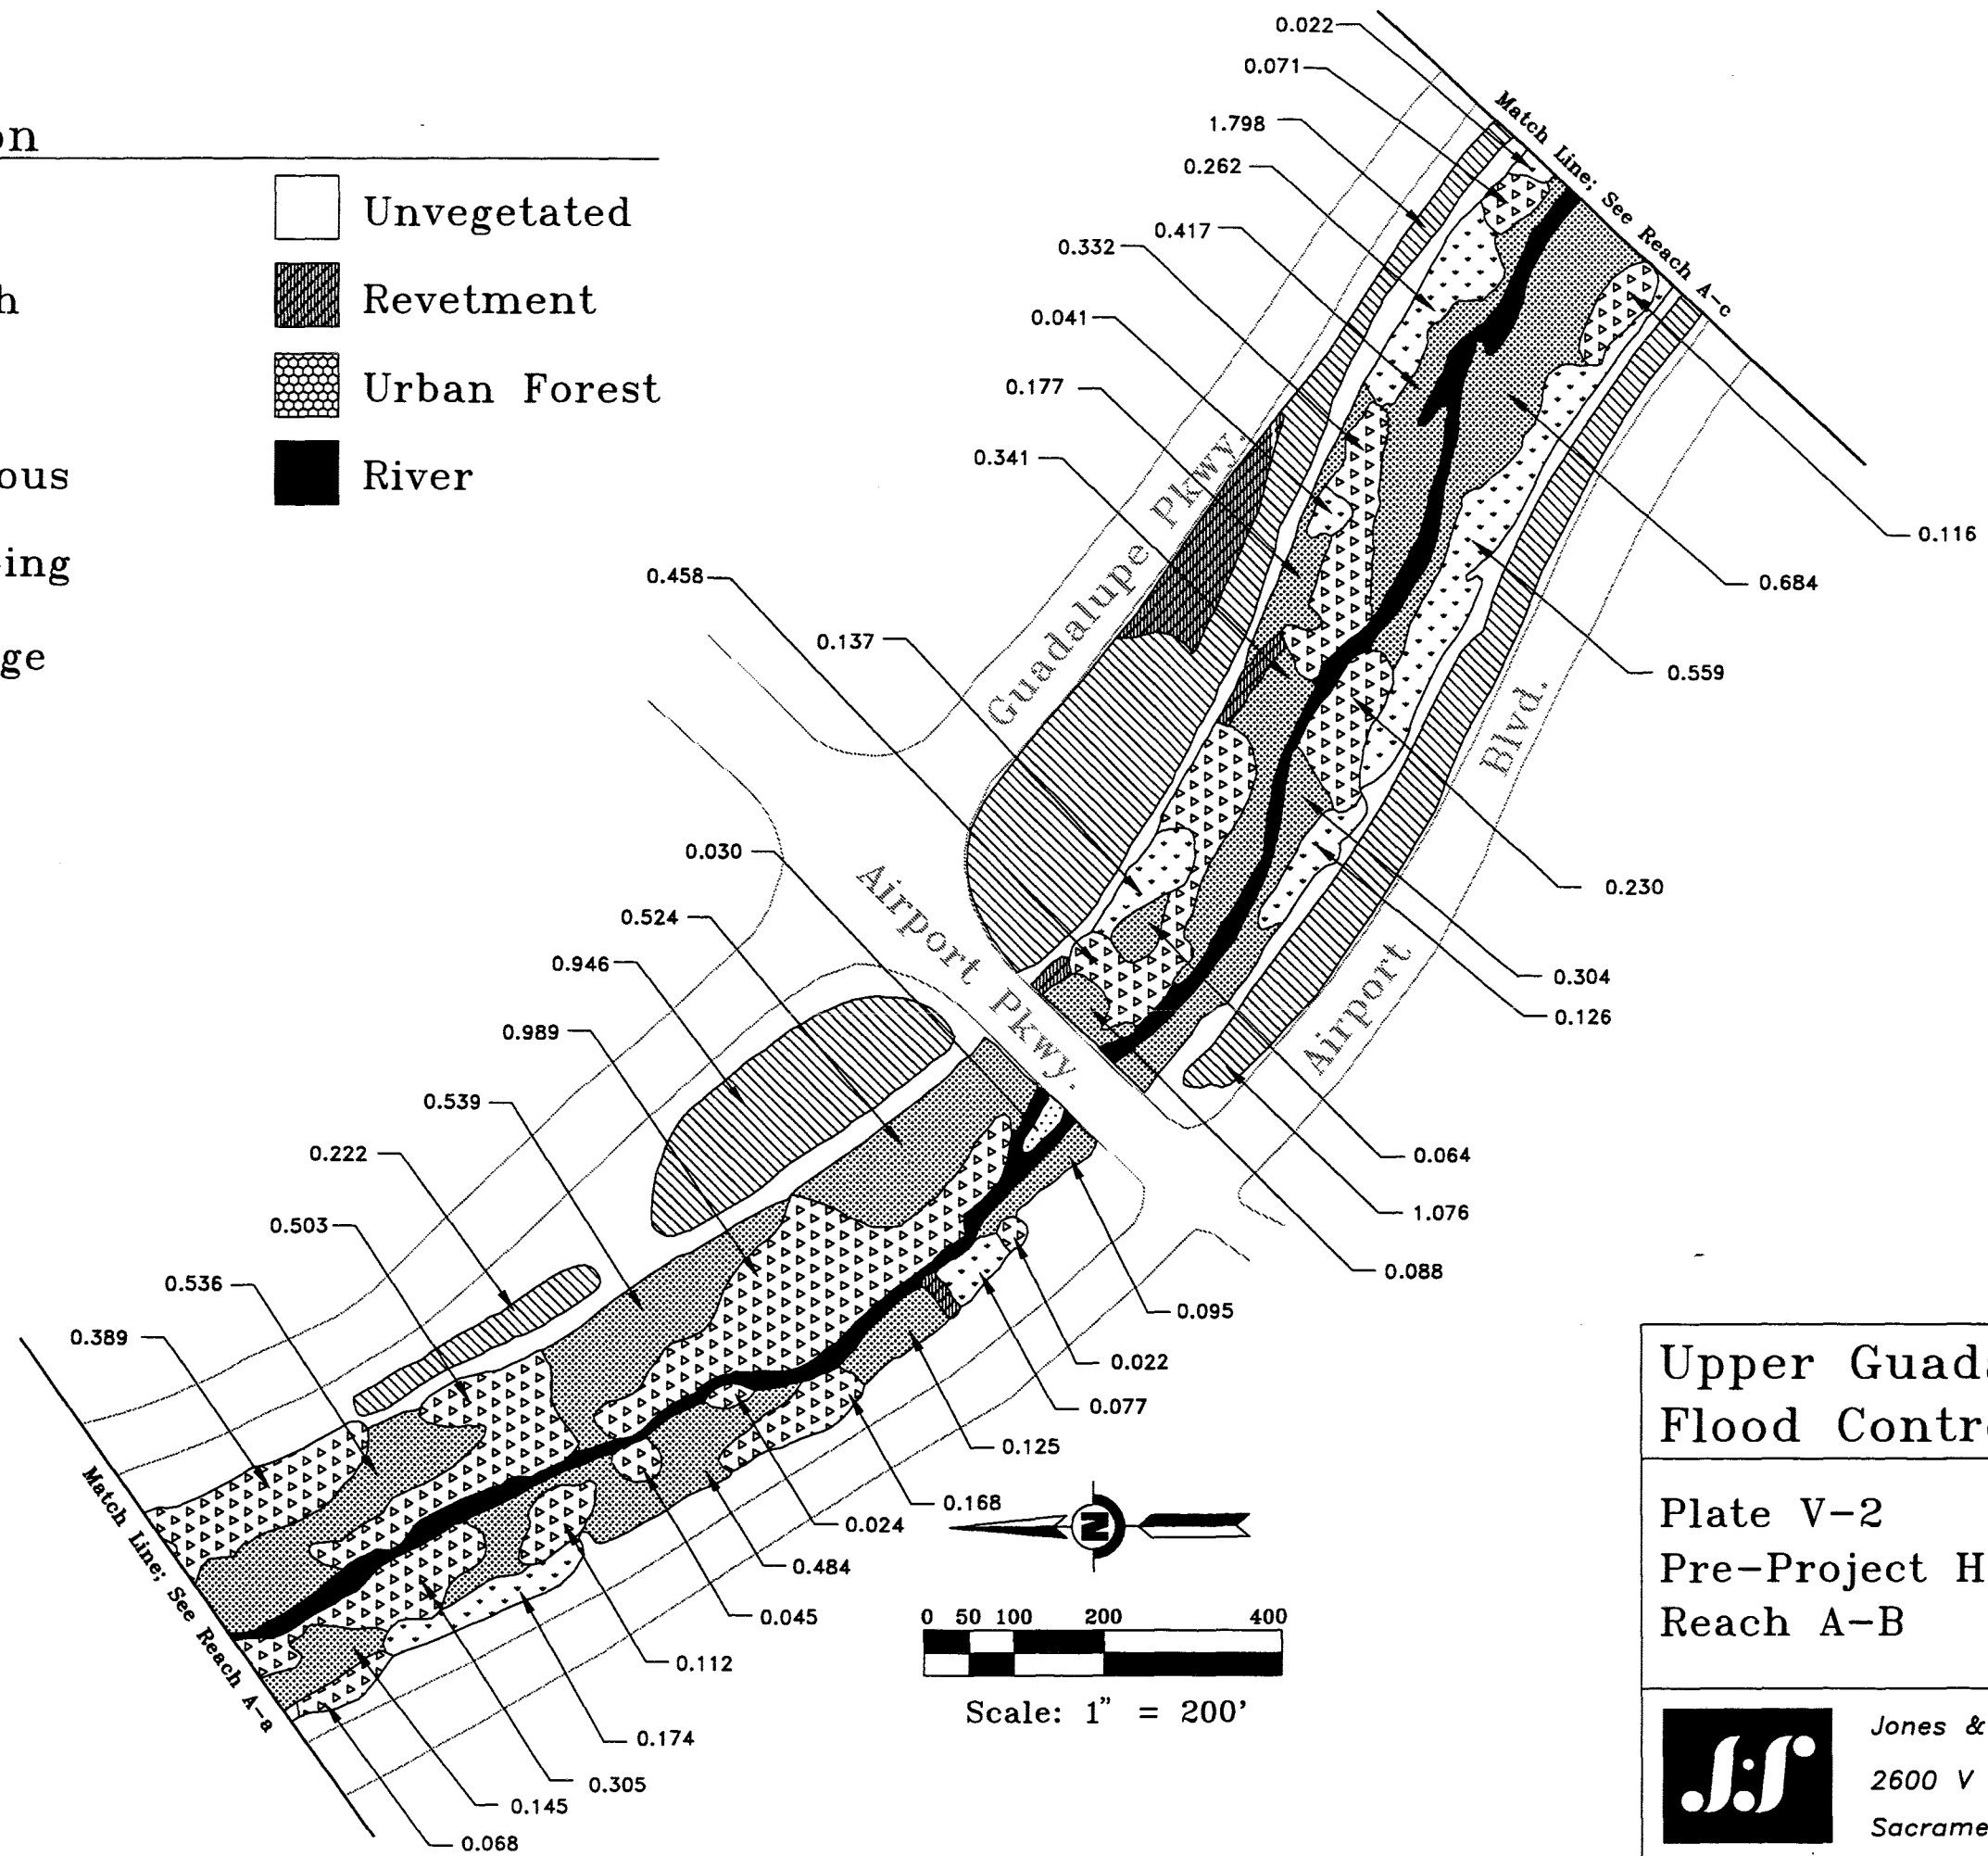 on
Unvegetated
h
Revetment
Urban Forest
ous
River
ing
ge
0.022
0.071
1.798
0.262
0.417
0.332
0.041
0.177
0.341
0.458
0.137
0.030
0.524
0.946
0.989
0.539
0.222
0.503
0.536
0.389
Match Line; See Reach A-c
Guadalupe Pkwy.
Airport Pkwy.
Airport Blvd.
0.116
0.684
0.559
0.230
0.304
0.126
0.064
1.076
0.088
0.095
0.022
0.077
0.125
0.168
0.024
0.484
0.045
0.112
0.174
0.305
0.145
0.068
Match Line; See Reach A-a
N
0 50 100 200 400
Scale: 1" = 200'
Upper Guad
Flood Contr
Plate V-2
Pre-Project H
Reach A-B
Jones &
2600 V
Sacrame